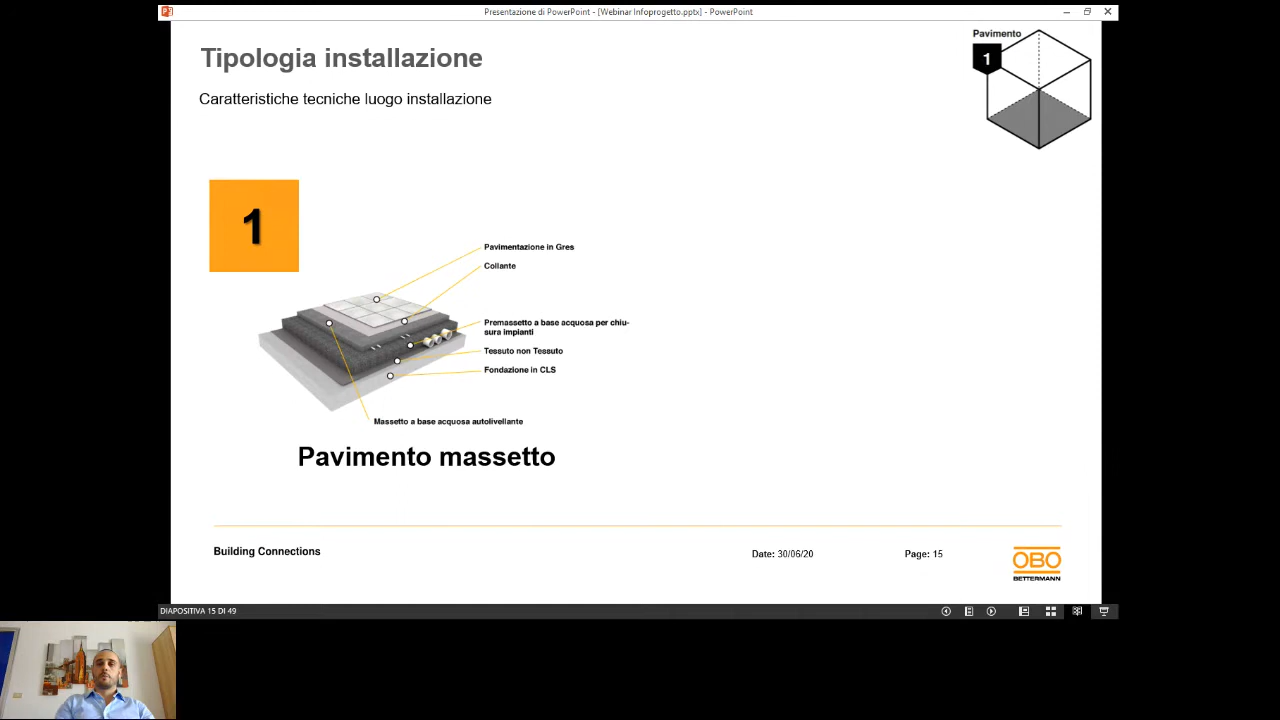 Presentazione di PowerPoint - [Webinar Infoprogetto.pptx] - PowerPoint
Tipologia installazione
Pavimento
1
Caratteristiche tecniche luogo installazione
1
Pavimentazione in Gres
Collante
Premassetto a base acquosa per chiu-
sura impianti
Tessuto non Tessuto
Fondazione in CLS
Massetto a base acquosa autolivellante
Pavimento massetto
Building Connections
Date: 30/06/20
Page: 15
OBO
BETTERMANN
DIAPOSITIVA 15 DI 49